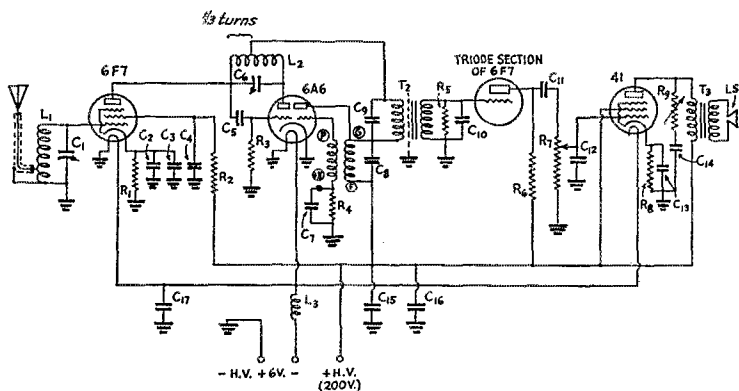 1/3 turns
L2
C6
6F7
6A6
L1
C1
C2
C3
C4
R1
R2
C5
R3
P
G
+B
F
C7
R4
C9
C8
T2
R5
C10
TRIODE SECTION
OF 6F7
C11
R6
R7
C12
41
R9
T3
LS
C14
R8
C13
C17
L3
C15
C16
- H.V. + 6V. -
+ H.V.
(200V.)